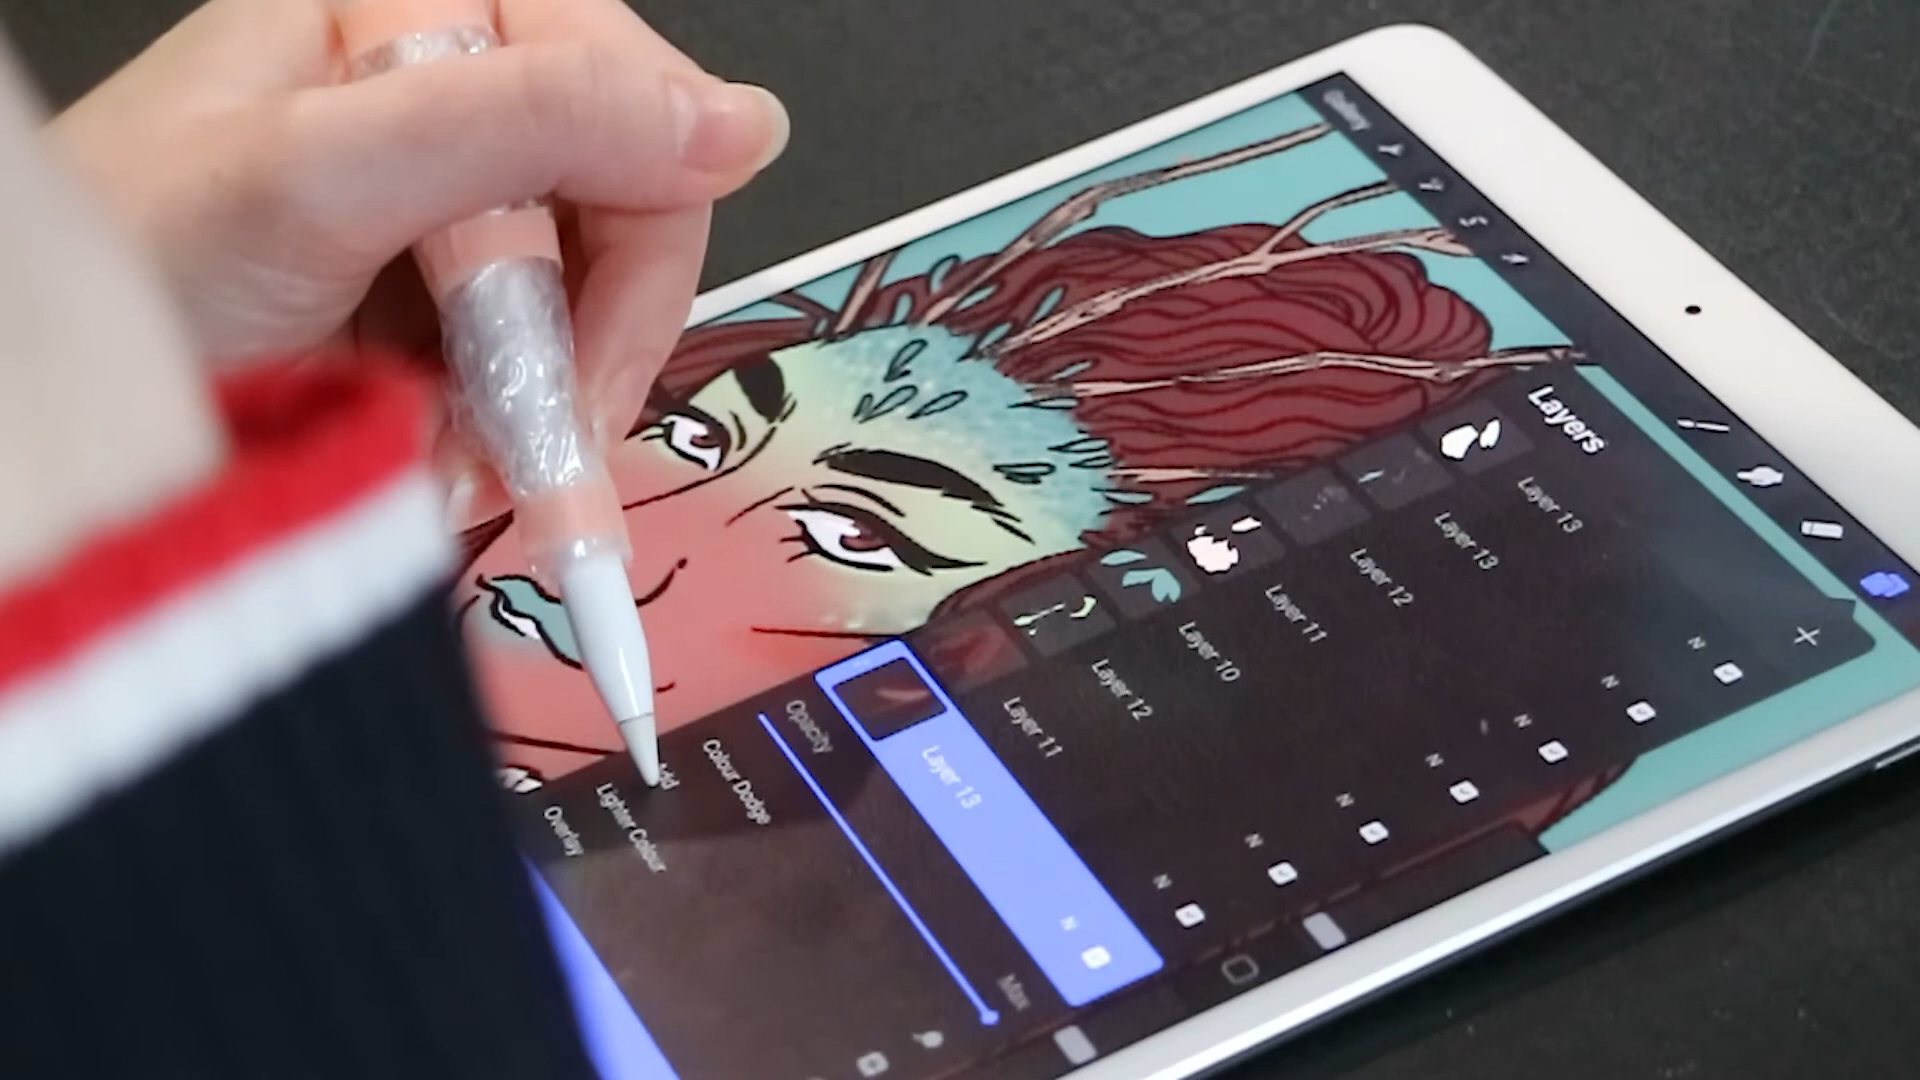 Gallery
Layers
Layer 13
N
Layer 13
N
Layer 12
N
Layer 11
N
Layer 10
N
Layer 12
N
Layer 11
N
Layer 13
N
Opacity
Max
Colour Dodge
Add
Lighter Colour
Overlay